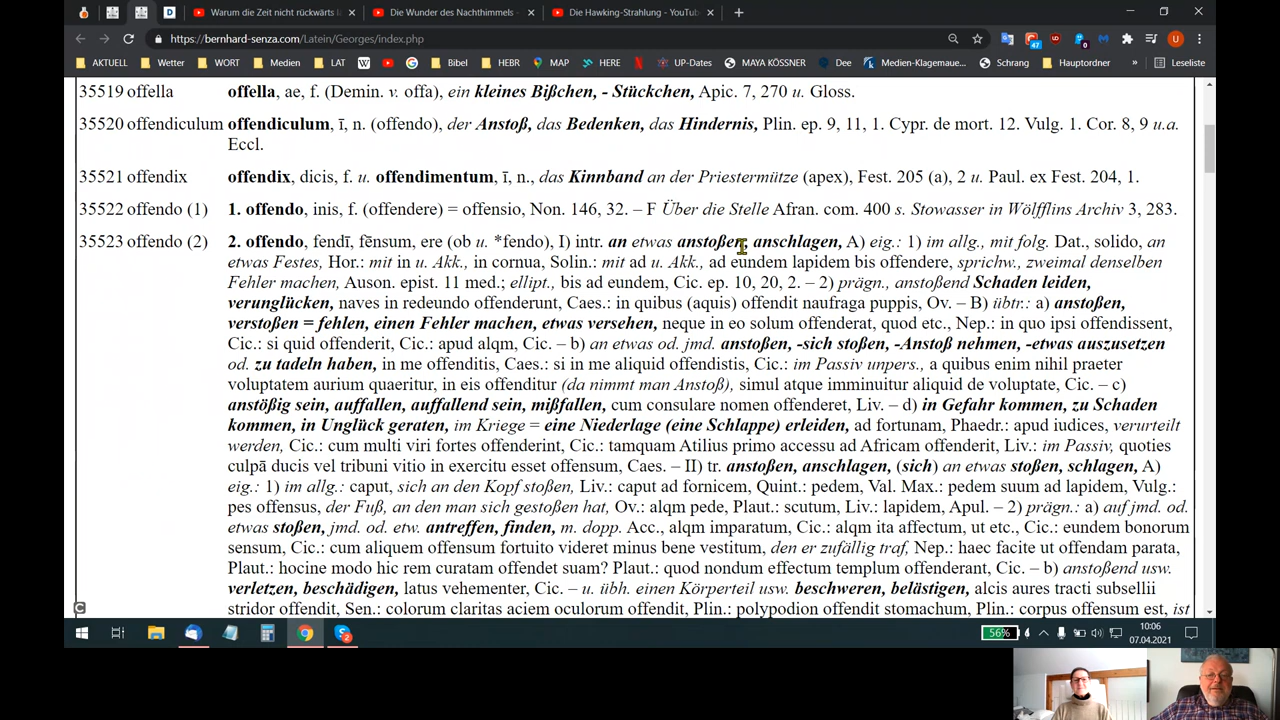 Warum die Zeit nicht rückwärts l
Die Wunder des Nachthimmels -
Die Hawking-Strahlung - YouTub
https://bernhard-senza.com/Latein/Georges/index.php
AKTUELL Wetter WORT Medien LAT Bibel HEBR MAP HERE UP-Dates MAYA KÖSSNER Dee Medien-Klagemaue... Schrang Hauptordner Leseliste
35519 offella offella, ae, f. (Demin. v. offa), ein kleines Bißchen, - Stückchen, Apic. 7, 270 u. Gloss.
35520 offendiculum offendiculum, ī, n. (offendo), der Anstoß, das Bedenken, das Hindernis, Plin. ep. 9, 11, 1. Cypr. de mort. 12. Vulg. 1. Cor. 8, 9 u.a.
Eccl.
35521 offendix offendix, dicis, f. u. offendimentum, ī, n., das Kinnband an der Priestermütze (apex), Fest. 205 (a), 2 u. Paul. ex Fest. 204, 1.
35522 offendo (1) 1. offendo, inis, f. (offendere) = offensio, Non. 146, 32. – F Über die Stelle Afran. com. 400 s. Stowasser in Wölfflins Archiv 3, 283.
35523 offendo (2) 2. offendo, fendī, fēnsum, ere (ob u. *fendo), I) intr. an etwas anstoßen, anschlagen, A) eig.: 1) im allg., mit folg. Dat., solido, an
etwas Festes, Hor.: mit in u. Akk., in cornua, Solin.: mit ad u. Akk., ad eundem lapidem bis offendere, sprichw., zweimal denselben
Fehler machen, Auson. epist. 11 med.; ellipt., bis ad eundem, Cic. ep. 10, 20, 2. – 2) prägn., anstoßend Schaden leiden,
verunglücken, naves in redeundo offenderunt, Caes.: in quibus (aquis) offendit naufraga puppis, Ov. – B) übtr.: a) anstoßen,
verstoßen = fehlen, einen Fehler machen, etwas versehen, neque in eo solum offenderat, quod etc., Nep.: in quo ipsi offendissent,
Cic.: si quid offenderit, Cic.: apud alqm, Cic. – b) an etwas od. jmd. anstoßen, -sich stoßen, -Anstoß nehmen, -etwas auszusetzen
od. zu tadeln haben, in me offenditis, Caes.: si in me aliquid offendistis, Cic.: im Passiv unpers., a quibus enim nihil praeter
voluptatem aurium quaeritur, in eis offenditur (da nimmt man Anstoß), simul atque imminuitur aliquid de voluptate, Cic. – c)
anstößig sein, auffallen, auffallend sein, mißfallen, cum consulare nomen offenderet, Liv. – d) in Gefahr kommen, zu Schaden
kommen, in Unglück geraten, im Kriege = eine Niederlage (eine Schlappe) erleiden, ad fortunam, Phaedr.: apud iudices, verurteilt
werden, Cic.: cum multi viri fortes offenderint, Cic.: tamquam Atilius primo accessu ad Africam offenderit, Liv.: im Passiv, quoties
culpā ducis vel tribuni vitio in exercitu esset offensum, Caes. – II) tr. anstoßen, anschlagen, (sich) an etwas stoßen, schlagen, A)
eig.: 1) im allg.: caput, sich an den Kopf stoßen, Liv.: caput ad fornicem, Quint.: pedem, Val. Max.: pedem suum ad lapidem, Vulg.:
pes offensus, der Fuß, an den man sich gestoßen hat, Ov.: alqm pede, Plaut.: scutum, Liv.: lapidem, Apul. – 2) prägn.: a) auf jmd. od.
etwas stoßen, jmd. od. etw. antreffen, finden, m. dopp. Acc., alqm imparatum, Cic.: alqm ita affectum, ut etc., Cic.: eundem bonorum
sensum, Cic.: cum aliquem offensum fortuito videret minus bene vestitum, den er zufällig traf, Nep.: haec facite ut offendam parata,
Plaut.: hocine modo hic rem curatam offendet suam? Plaut.: quod nondum effectum templum offenderant, Cic. – b) anstoßend usw.
verletzen, beschädigen, latus vehementer, Cic. – u. übh. einen Körperteil usw. beschweren, belästigen, alcis aures tracti subsellii
stridor offendit, Sen.: colorum claritas aciem oculorum offendit, Plin.: polypodion offendit stomachum, Plin.: corpus offensum est, ist
56%
10:06
07.04.2021